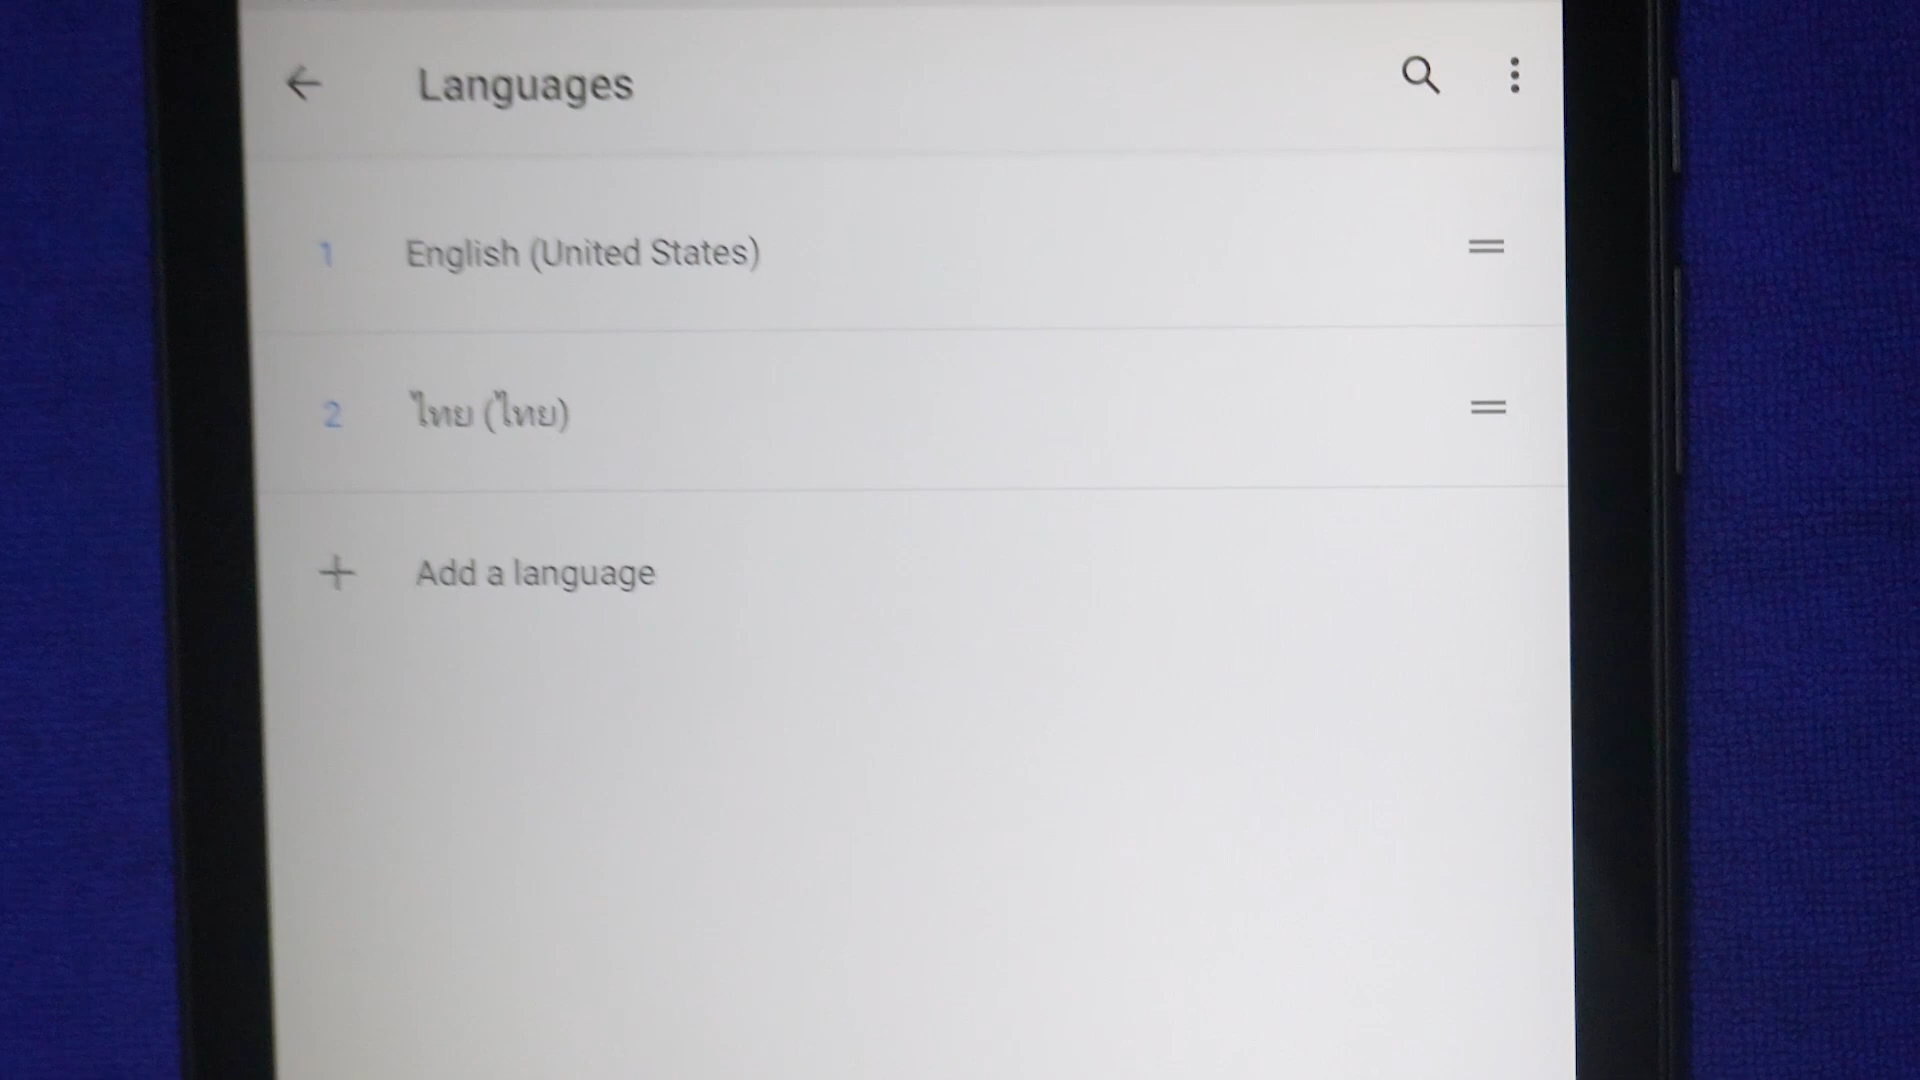 Languages
1 English (United States)
2 ไทย (ไทย)
Add a language